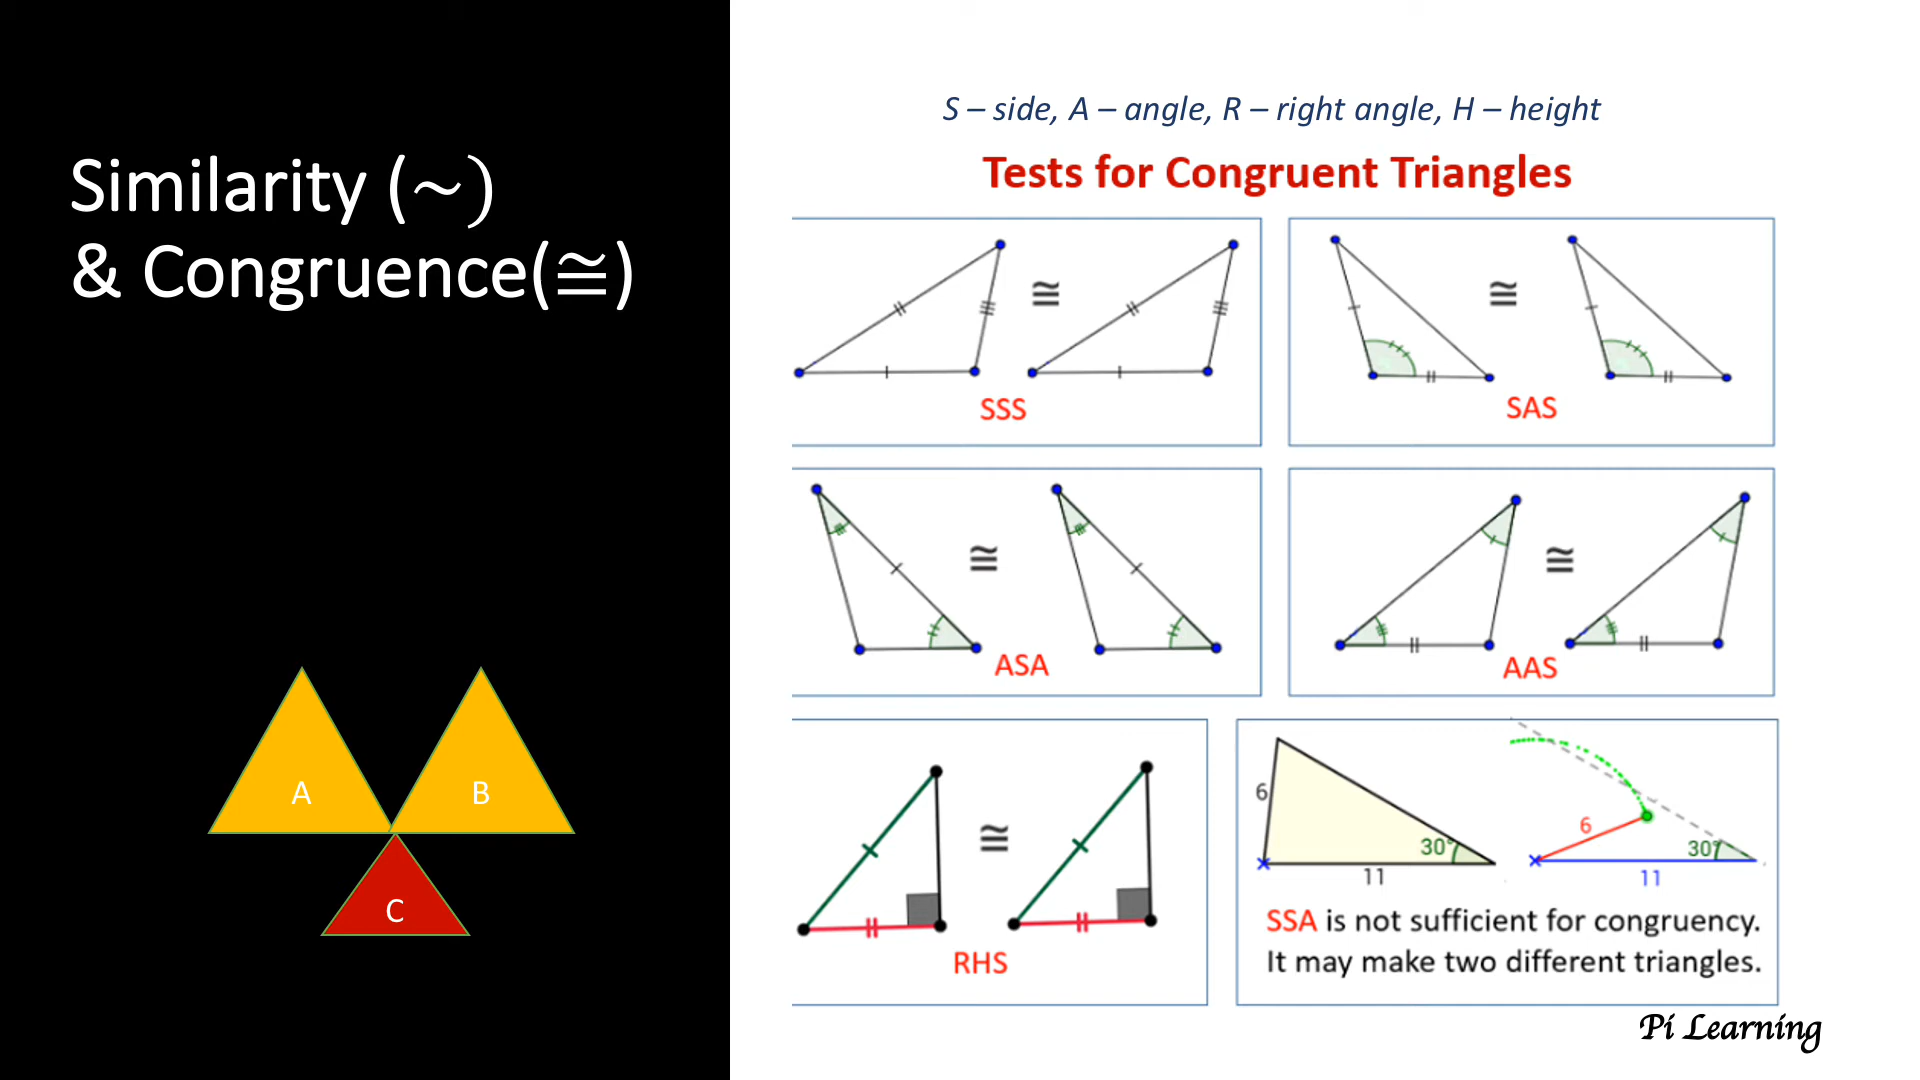 Similarity (~)
& Congruence(≅)
A
B
C
S – side, A – angle, R – right angle, H – height
Tests for Congruent Triangles
≅
SSS
≅
SAS
≅
ASA
≅
AAS
≅
RHS
6
30°
11
6
30°
11
SSA is not sufficient for congruency.
It may make two different triangles.
Pi Learning